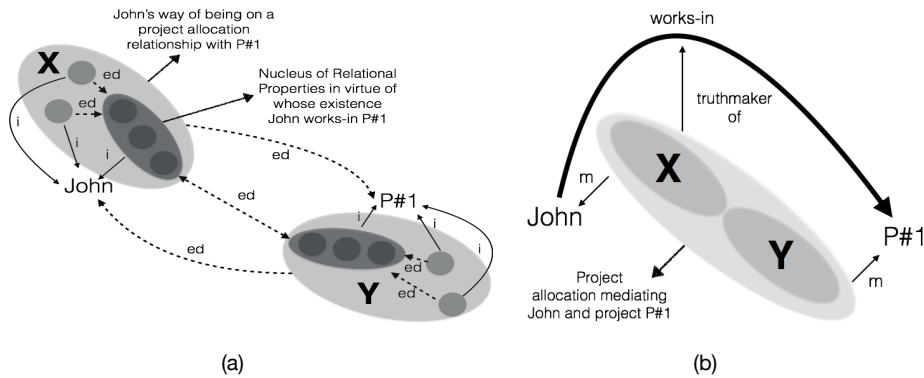 John's way of being on a
project allocation
relationship with P#1
X
ed
ed
i
i
i
John
Nucleus of Relational
Properties in virtue of
whose existence
John works-in P#1
ed
ed
ed
P#1
i
i
i
ed
ed
Y
(a)
works-in
truthmaker
of
X
m
John
Y
P#1
m
Project
allocation mediating
John and project P#1
(b)